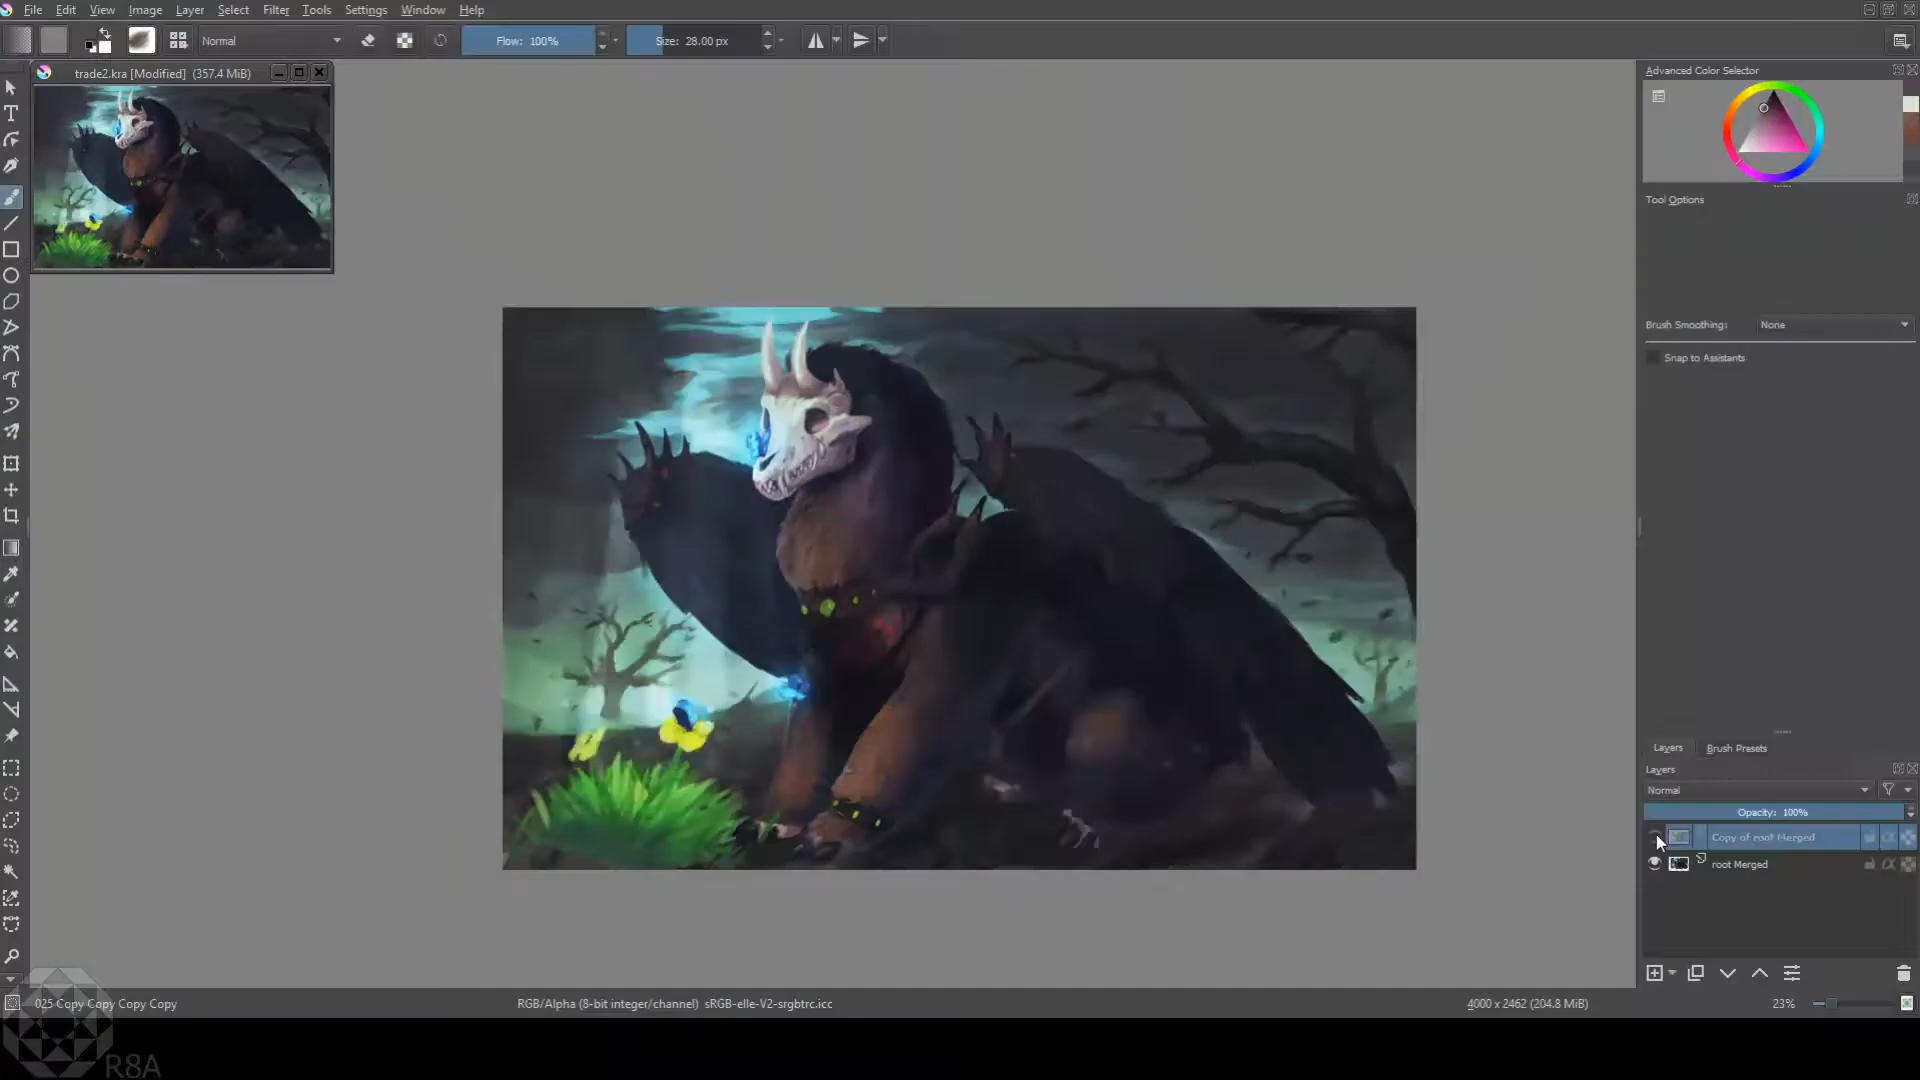 File Edit View Image Layer Select Filter Tools Settings Window Help
Normal
Flow: 100%
Size: 28.00 px
trade2.kra [Modified] (357.4 MiB)
Advanced Color Selector
Tool Options
Brush Smoothing: None
Snap to Assistants
Layers Brush Presets
Layers
Normal
Opacity: 100%
Copy of root Merged
root Merged
025 Copy Copy Copy Copy
RGB/Alpha (8-bit integer/channel) sRGB-elle-V2-srgbtrc.icc
4000 x 2462 (204.8 MiB)
23%
R8A